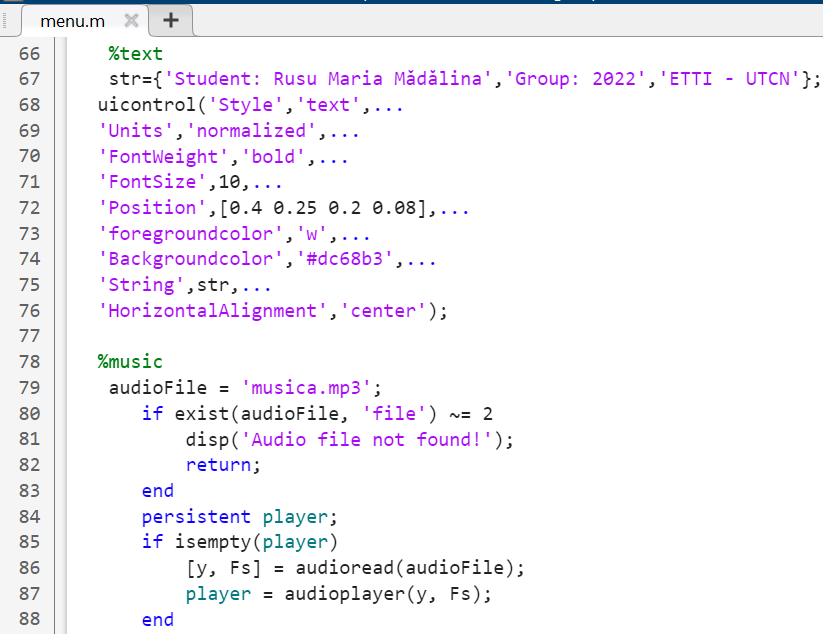 menu.m
66 %text
67 str={'Student: Rusu Maria Mădălina','Group: 2022','ETTI - UTCN'};
68 uicontrol('Style','text',...
69 'Units','normalized',...
70 'FontWeight','bold',...
71 'FontSize',10,...
72 'Position',[0.4 0.25 0.2 0.08],...
73 'foregroundcolor','w',...
74 'Backgroundcolor','#dc68b3',...
75 'String',str,...
76 'HorizontalAlignment','center');
77
78 %music
79 audioFile = 'musica.mp3';
80 if exist(audioFile, 'file') ~= 2
81 disp('Audio file not found!');
82 return;
83 end
84 persistent player;
85 if isempty(player)
86 [y, Fs] = audioread(audioFile);
87 player = audioplayer(y, Fs);
88 end